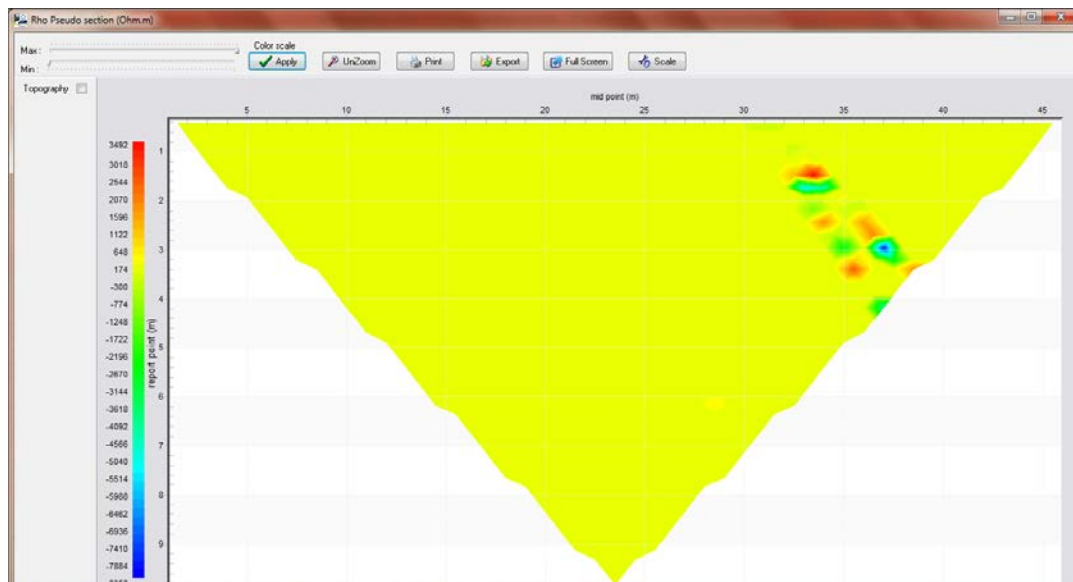 Rho Pseudo section (Ohm.m)
Color scale
Max :
Min :
Apply
UnZoom
Print
Export
Full Screen
Scale
Topography
mid point (m)
5 10 15 20 25 30 35 40 45
3492
3018
2544
2070
1596
1122
648
174
-300
-774
-1248
-1722
-2196
-2670
-3144
-3618
-4092
-4566
-5040
-5514
-5988
-6462
-6936
-7410
-7884
report point (m)
1
2
3
4
5
6
7
8
9